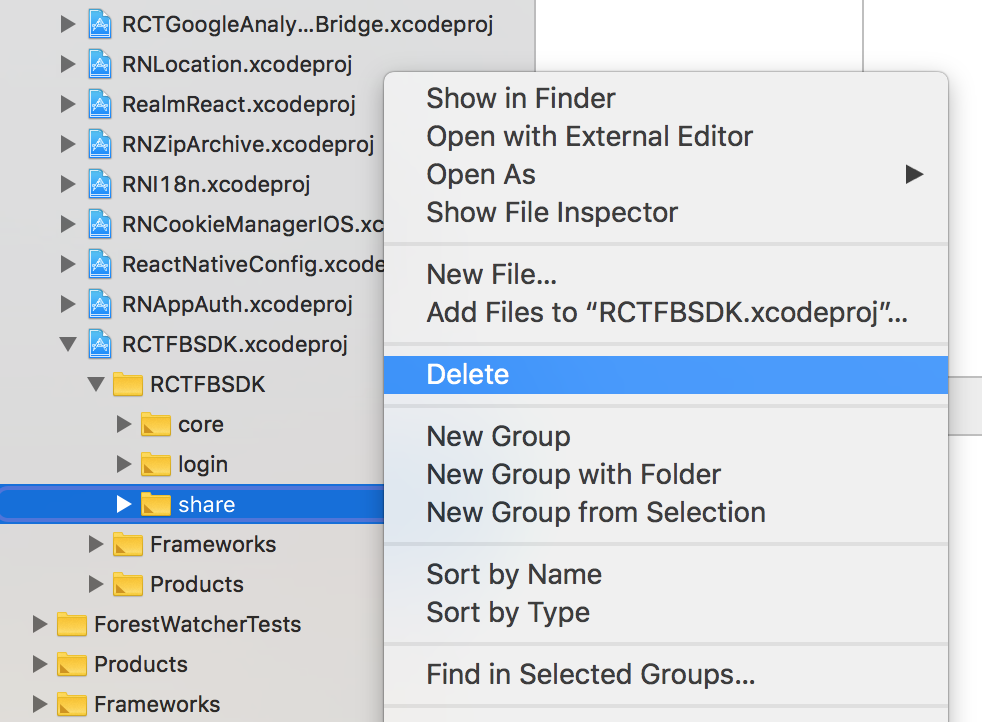 RCTGoogleAnaly...Bridge.xcodeproj
RNLocation.xcodeproj
RealmReact.xcodeproj
RNZipArchive.xcodeproj
RNI18n.xcodeproj
RNCookieManagerIOS.xc
ReactNativeConfig.xcode
RNAppAuth.xcodeproj
RCTFBSDK.xcodeproj
RCTFBSDK
core
login
share
Frameworks
Products
ForestWatcherTests
Products
Frameworks
Show in Finder
Open with External Editor
Open As
Show File Inspector
New File...
Add Files to “RCTFBSDK.xcodeproj”...
Delete
New Group
New Group with Folder
New Group from Selection
Sort by Name
Sort by Type
Find in Selected Groups...